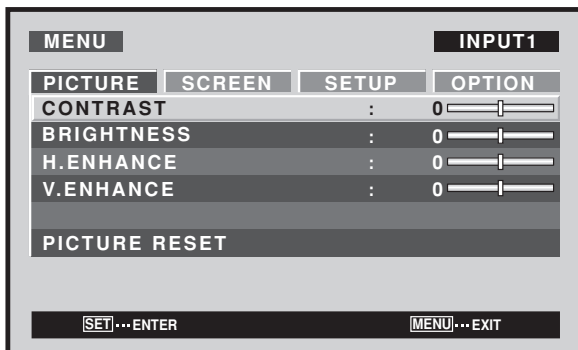 MENU INPUT1
PICTURE SCREEN SETUP OPTION
CONTRAST : 0
BRIGHTNESS : 0
H.ENHANCE : 0
V.ENHANCE : 0
PICTURE RESET
SET···ENTER MENU···EXIT